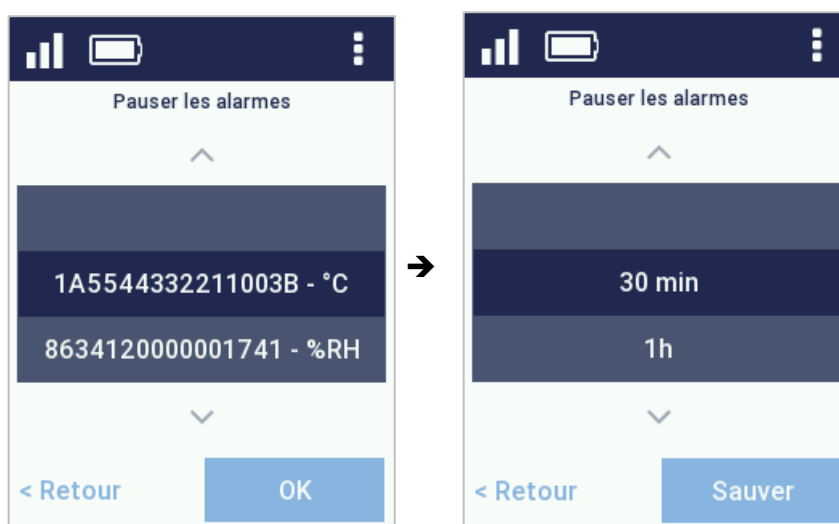 Pauser les alarmes
1A5544332211003B - °C
8634120000001741 - %RH
< Retour
OK
➔
Pauser les alarmes
30 min
1h
< Retour
Sauver